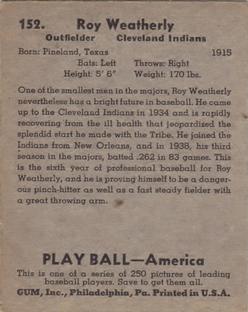 152. Roy Weatherly
Outfielder Cleveland Indians
Born: Pineland, Texas 1915
Bats: Left Throws: Right
Height: 5' 6" Weight: 170 lbs.
One of the smallest men in the majors, Roy Weatherly
nevertheless has a bright future in baseball. He came
up to the Cleveland Indians in 1934 and is rapidly
recovering from the ill health that jeopardised the
splendid start he made with the Tribe. He joined the
Indians from New Orleans, and in 1938, his third
season in the majors, batted .262 in 83 games. This
is the sixth year of professional baseball for Roy
Weatherly, and he is proving himself to be a danger-
ous pinch-hitter as well as a fast steady fielder with
a great throwing arm.
PLAY BALL—America
This is one of a series of 250 pictures of leading
baseball players. Save to get them all.
GUM, Inc., Philadelphia, Pa. Printed in U.S.A.